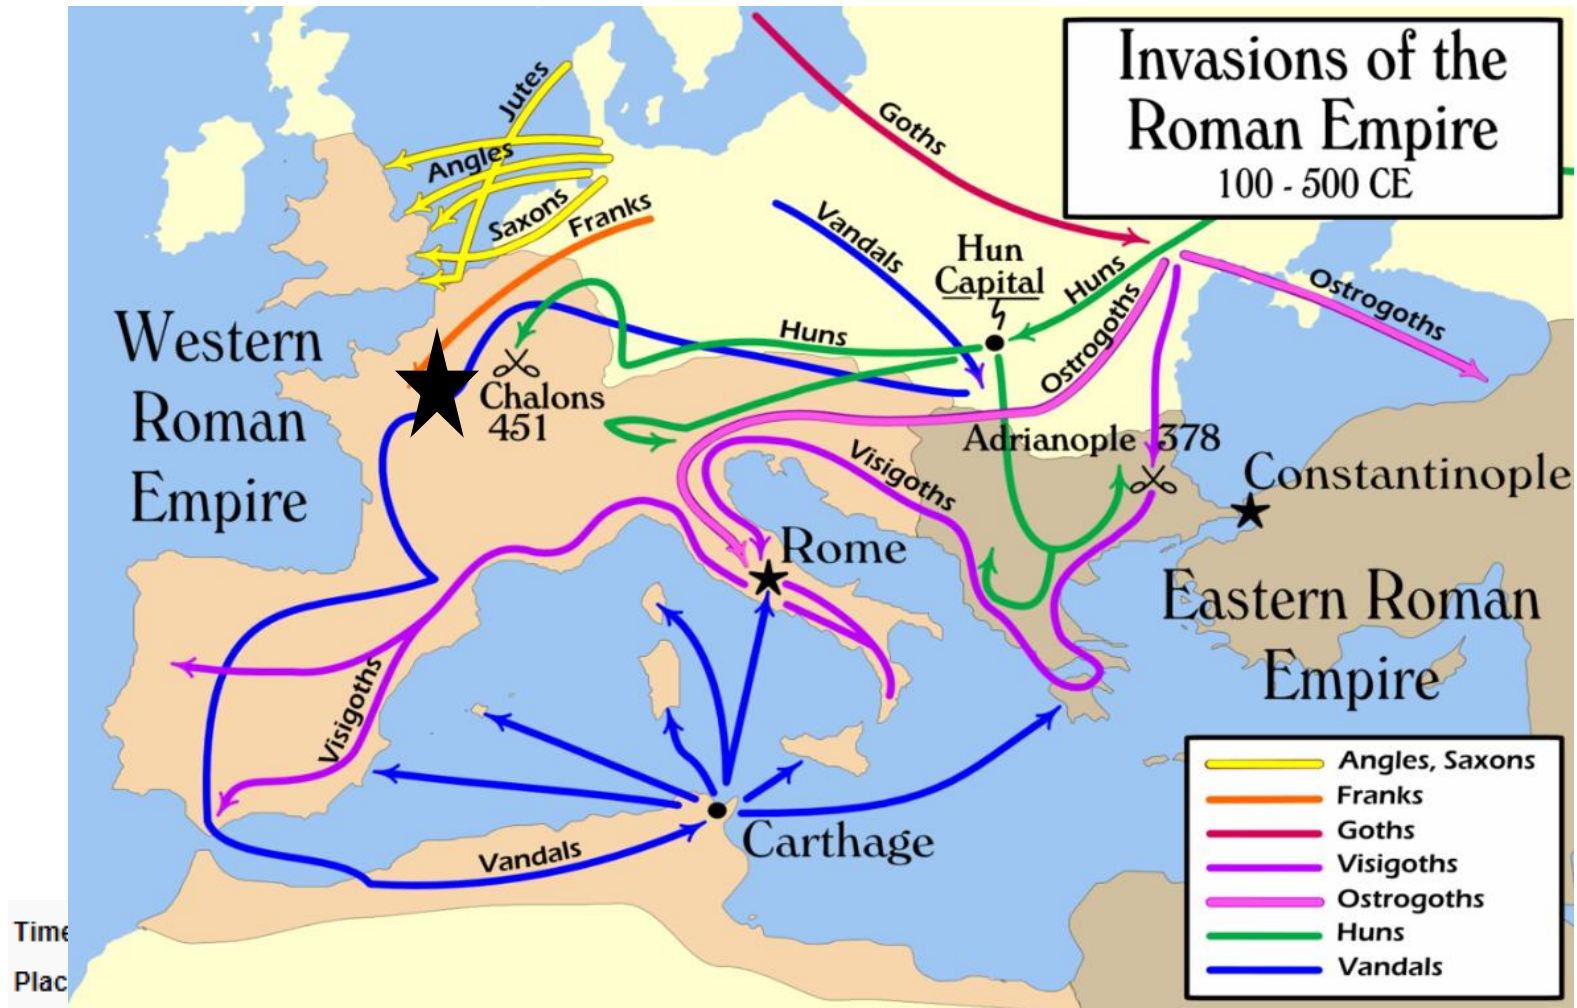 Invasions of the
Roman Empire
100 - 500 CE
Jutes
Angles
Saxons
Franks
Goths
Vandals
Hun
Capital
Huns
Ostrogoths
Ostrogoths
Huns
Western
Roman
Empire
Chalons
451
Adrianople 378
Visigoths
Constantinople
Rome
Eastern Roman
Empire
Visigoths
Carthage
Vandals
Angles, Saxons
Franks
Goths
Visigoths
Ostrogoths
Huns
Vandals
Time
Plac